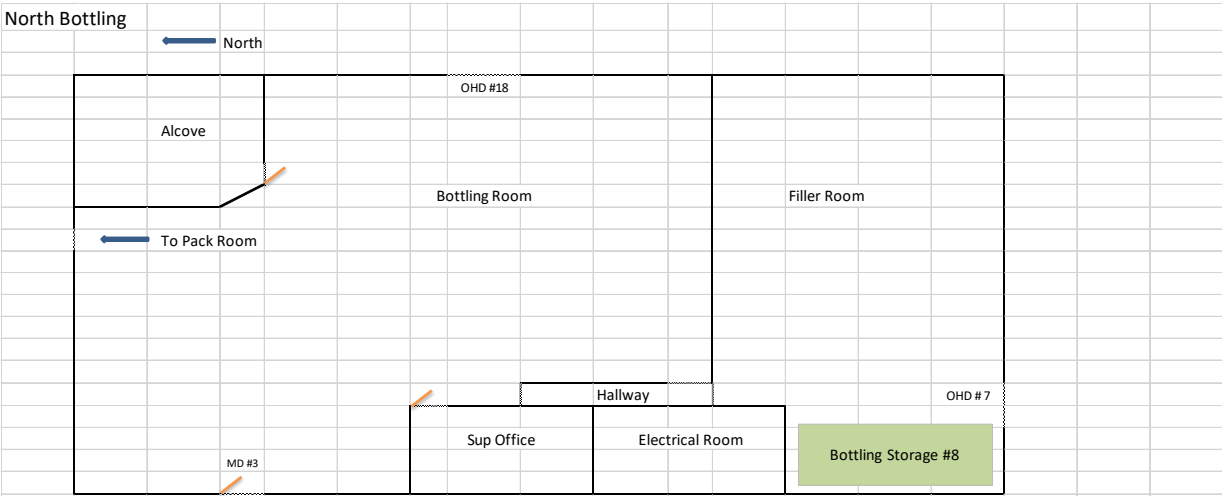 North Bottling
North
OHD #18
Alcove
Bottling Room
Filler Room
To Pack Room
Hallway
OHD # 7
Sup Office
Electrical Room
Bottling Storage #8
MD #3